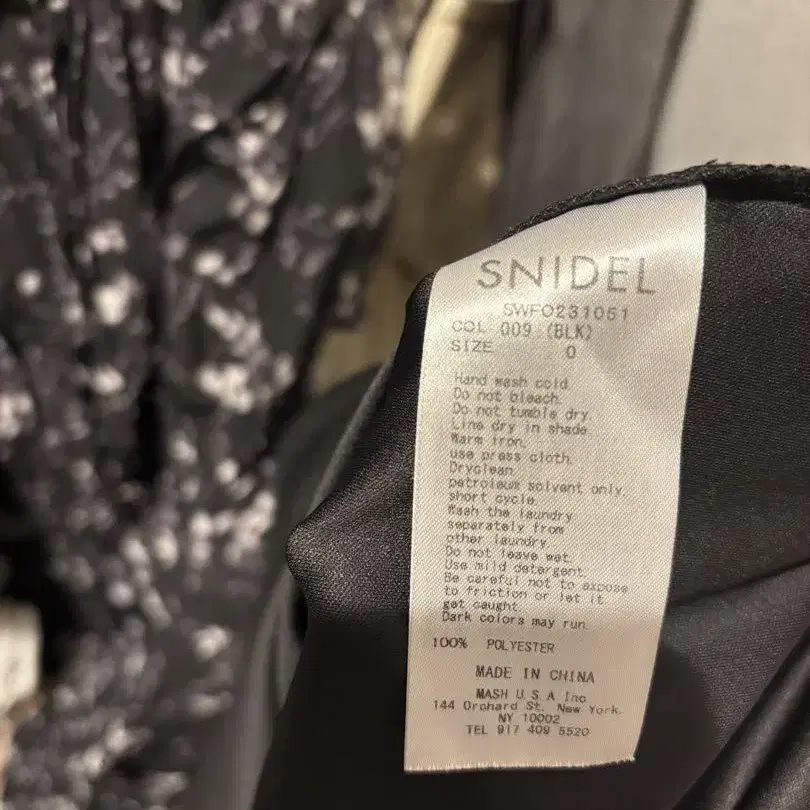 SNIDEL
SWFO231051
COL 009 (BLK)
SIZE 0
Hand wash cold.
Do not bleach.
Do not tumble dry.
Line dry in shade.
Warm iron.
use press cloth.
Dryclean
petroleum solvent only,
short cycle.
Wash the laundry
separately from
other laundry.
Do not leave wet.
Use mild detergent.
Be careful not to expose
to friction or let it
get caught.
Dark colors may run.
100% POLYESTER
MADE IN CHINA
MASH U.S.A Inc
144 Orchard St. New York.
NY 10002
TEL 917 409 5520